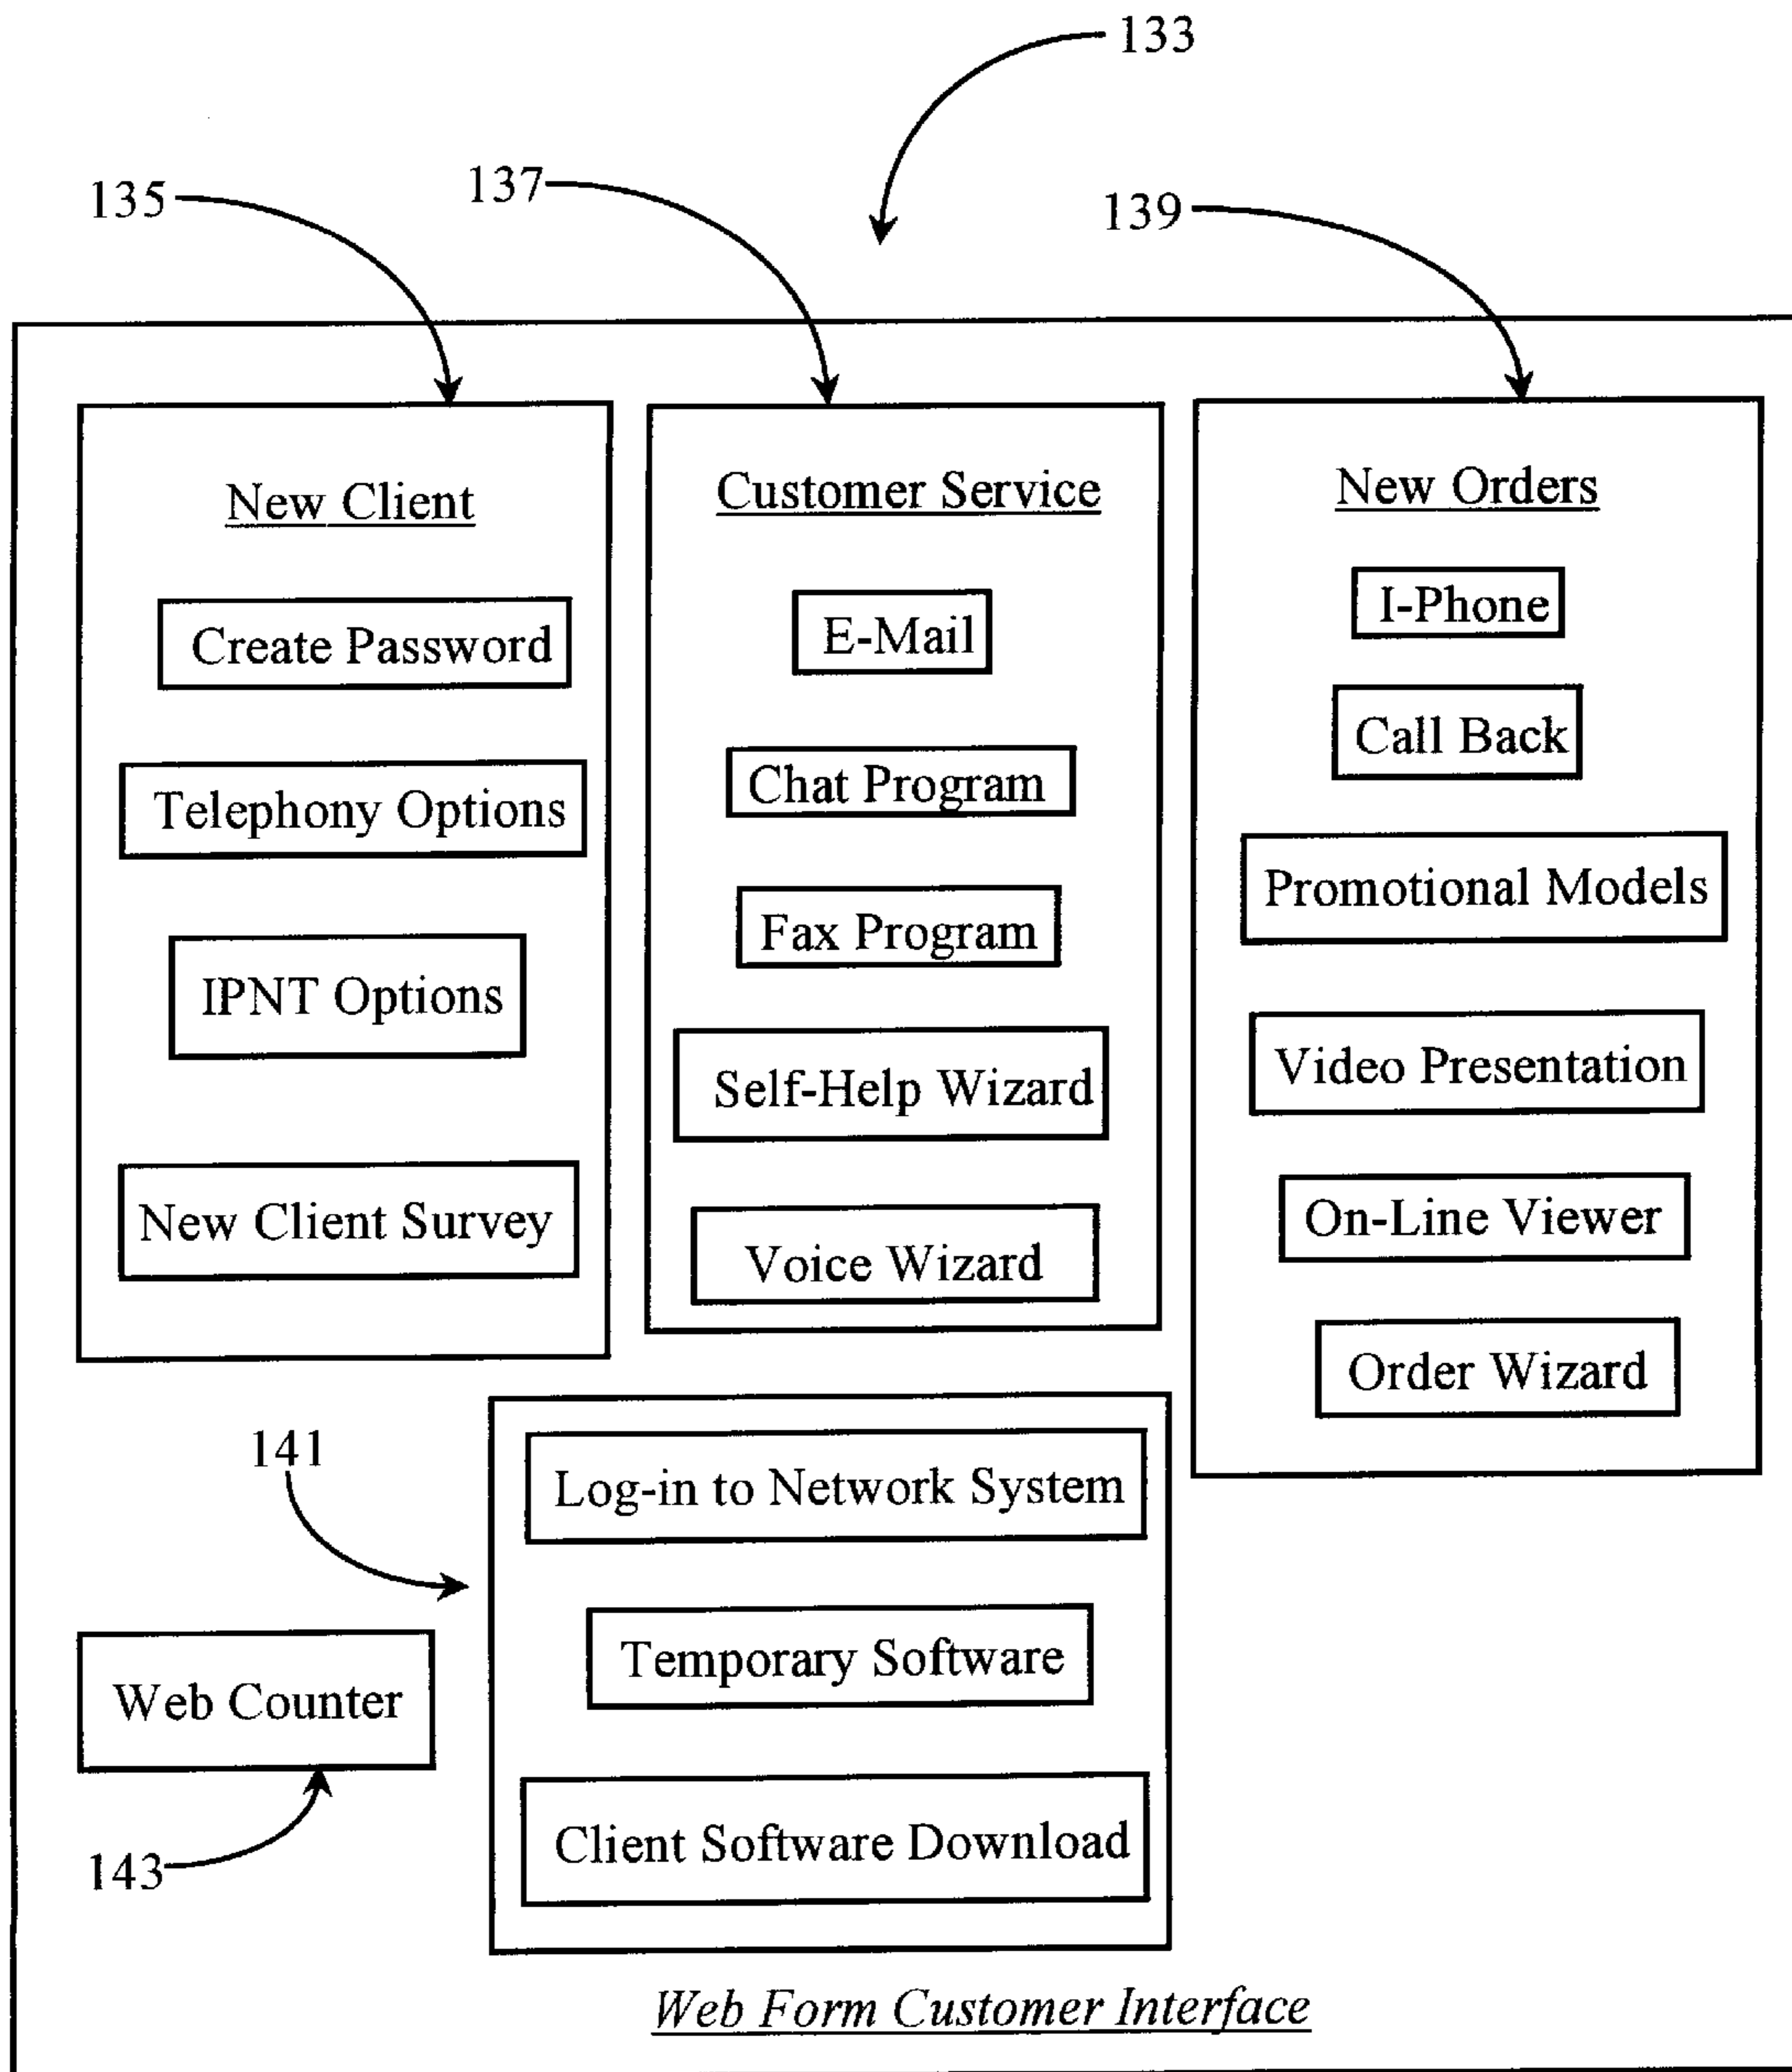 133
135
137
139
New Client
Create Password
Telephony Options
IPNT Options
New Client Survey
Customer Service
E-Mail
Chat Program
Fax Program
Self-Help Wizard
Voice Wizard
New Orders
I-Phone
Call Back
Promotional Models
Video Presentation
On-Line Viewer
Order Wizard
141
Log-in to Network System
Temporary Software
Client Software Download
Web Counter
143
Web Form Customer Interface